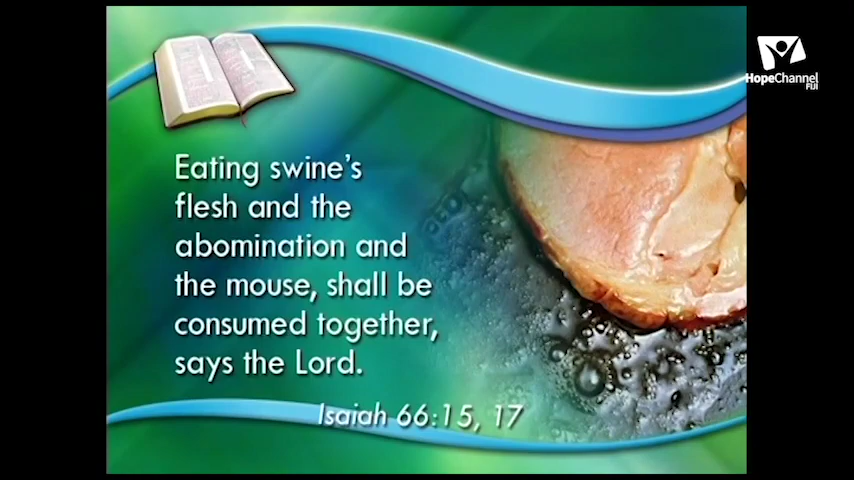 HopeChannel
FIJI
Eating swine's
flesh and the
abomination and
the mouse, shall be
consumed together,
says the Lord.
Isaiah 66:15, 17